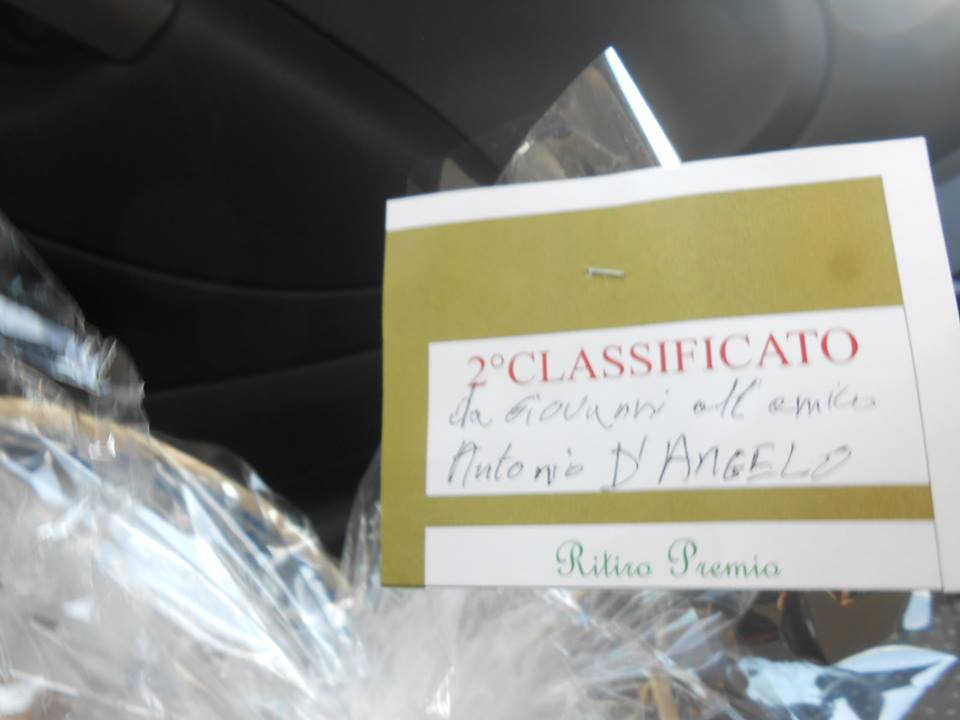 2°CLASSIFICATO
da Giovanni all'amico
Antonio D'ANGELO
Ritiro Premio